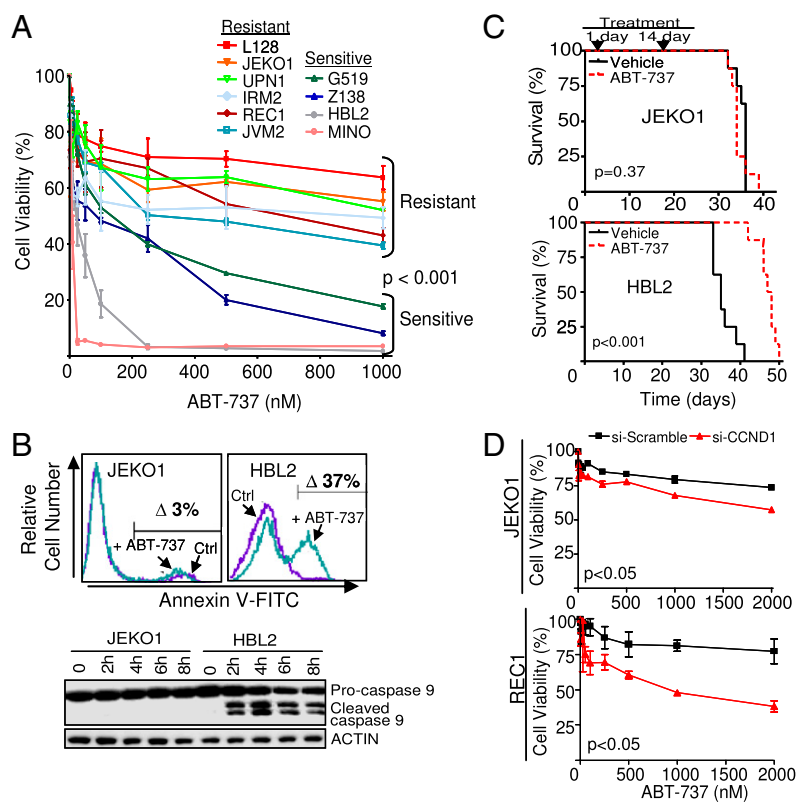 A
Resistant
L128
JEKO1
UPN1
IRM2
REC1
JVM2
Sensitive
G519
Z138
HBL2
MINO
Cell Viability (%)
100
80
60
40
20
0 200 400 600 800 1000
ABT-737 (nM)
Resistant
p < 0.001
Sensitive
B
Relative
Cell Number
JEKO1
Δ 3%
+ ABT-737
Ctrl
HBL2
Δ 37%
Ctrl
+ ABT-737
Annexin V-FITC
JEKO1 HBL2
0 2h 4h 6h 8h 0 2h 4h 6h 8h
Pro-caspase 9
Cleaved
caspase 9
ACTIN
C
Treatment
1 day 14 day
Survival (%)
100
75
50
25
Vehicle
ABT-737
JEKO1
p=0.37
0 10 20 30 40
Survival (%)
100
75
50
25
Vehicle
ABT-737
HBL2
p<0.001
0 10 20 30 40 50
Time (days)
D
si-Scramble si-CCND1
JEKO1
Cell Viability (%)
100
75
50
25
p<0.05
0 500 1000 1500 2000
REC1
Cell Viability (%)
100
75
50
25
p<0.05
0 500 1000 1500 2000
ABT-737 (nM)